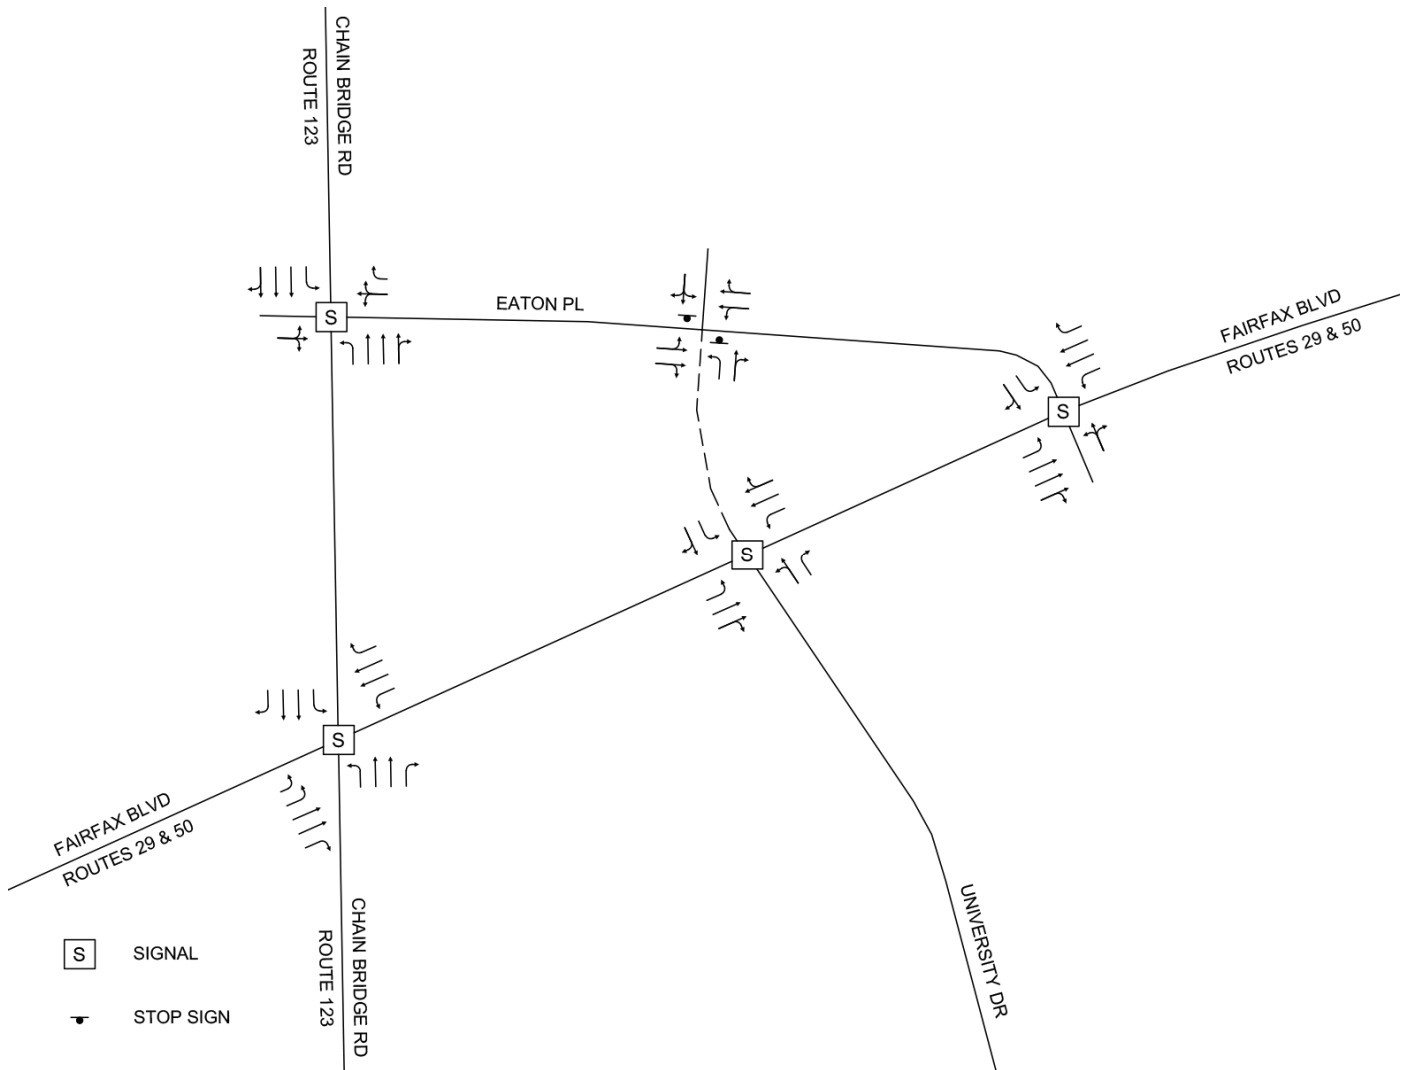 CHAIN BRIDGE RD
ROUTE 123
S
EATON PL
FAIRFAX BLVD
ROUTES 29 & 50
S
S
S
FAIRFAX BLVD
ROUTES 29 & 50
CHAIN BRIDGE RD
ROUTE 123
UNIVERSITY DR
S SIGNAL
STOP SIGN